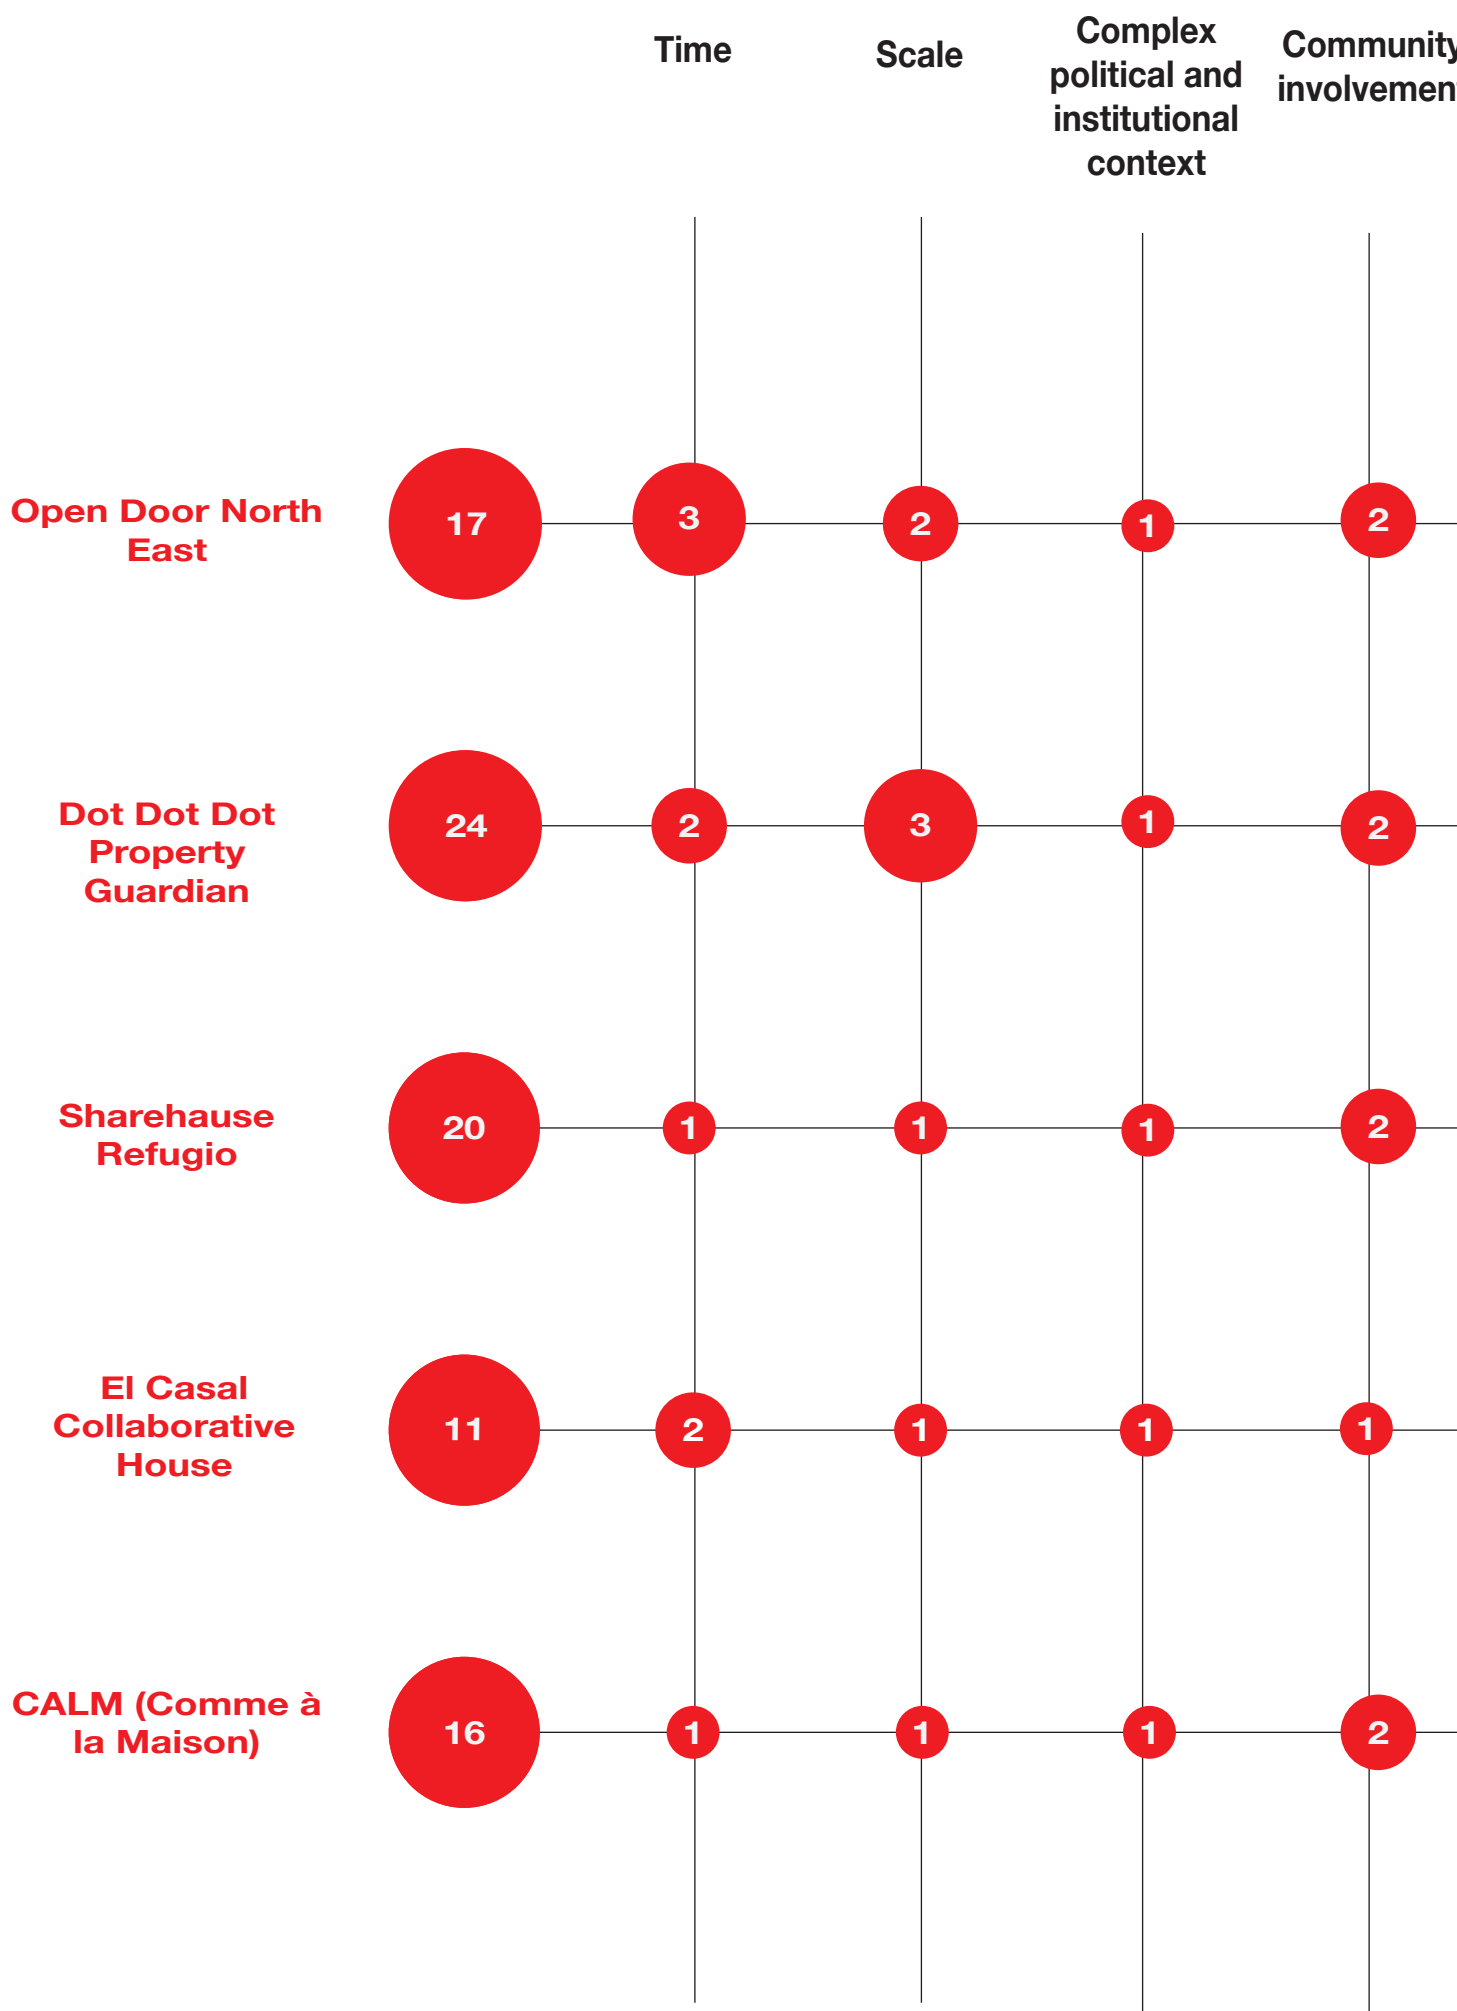 Time
Scale
Complex
political and
institutional
context
Community
involvement
Open Door North
East
17
3
2
1
2
Dot Dot Dot
Property
Guardian
24
2
3
1
2
Sharehause
Refugio
20
1
1
1
2
El Casal
Collaborative
House
11
2
1
1
1
CALM (Comme à
la Maison)
16
1
1
1
2